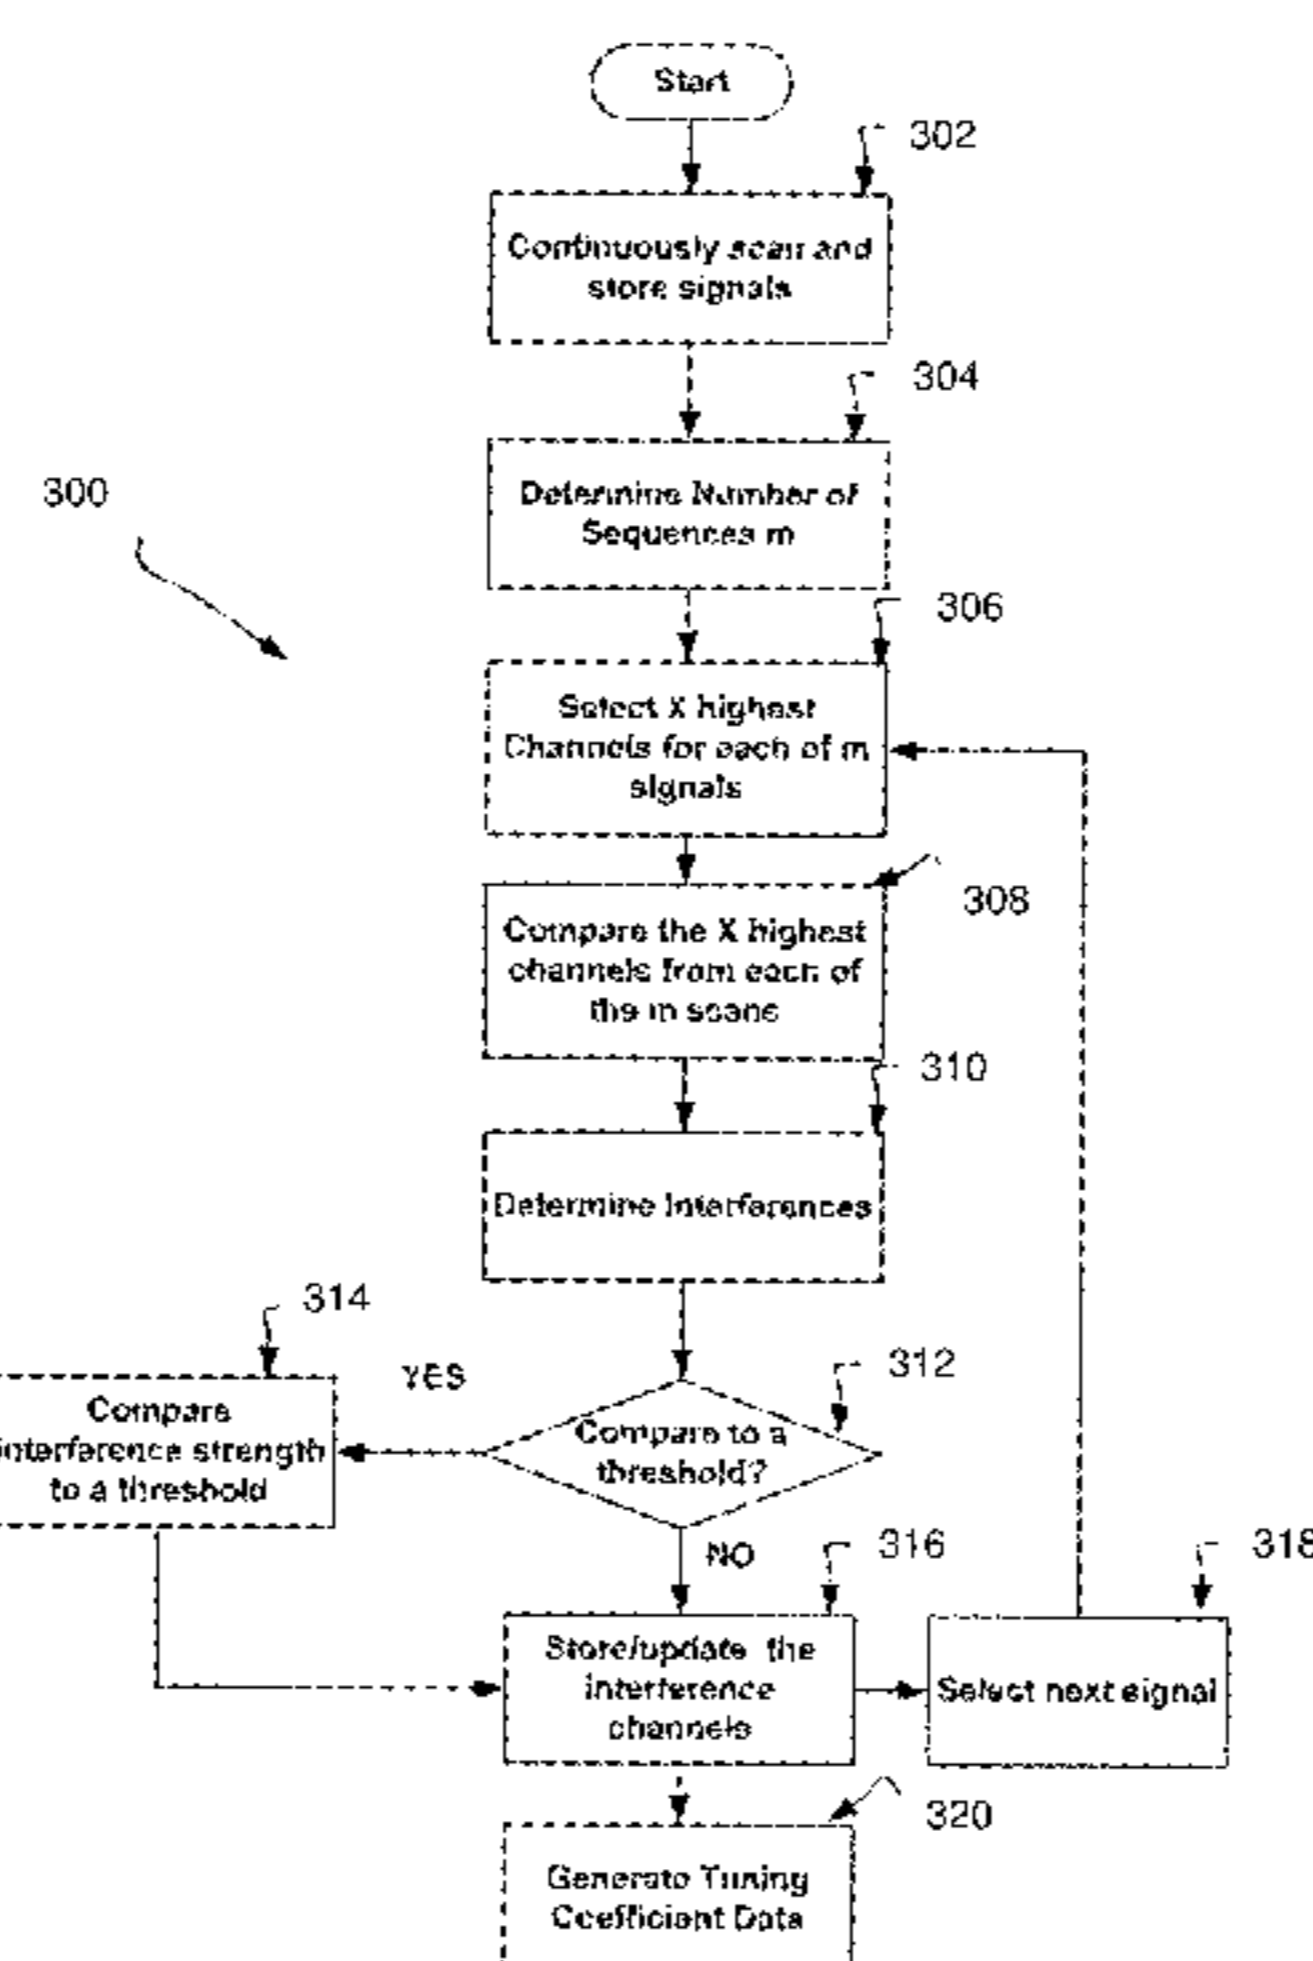 Start
302
Continuously scan and
store signals
304
Determine Number of
Sequences m
300
306
Select X highest
Channels for each of m
signals
308
Compare the X highest
channels from each of
the m scans
310
Determine Interferences
314
Compare
interference strength
to a threshold
YES
312
Compare to a
threshold?
NO
316
Store/update the
interference
channels
318
Select next signal
320
Generate Tuning
Coefficient Data